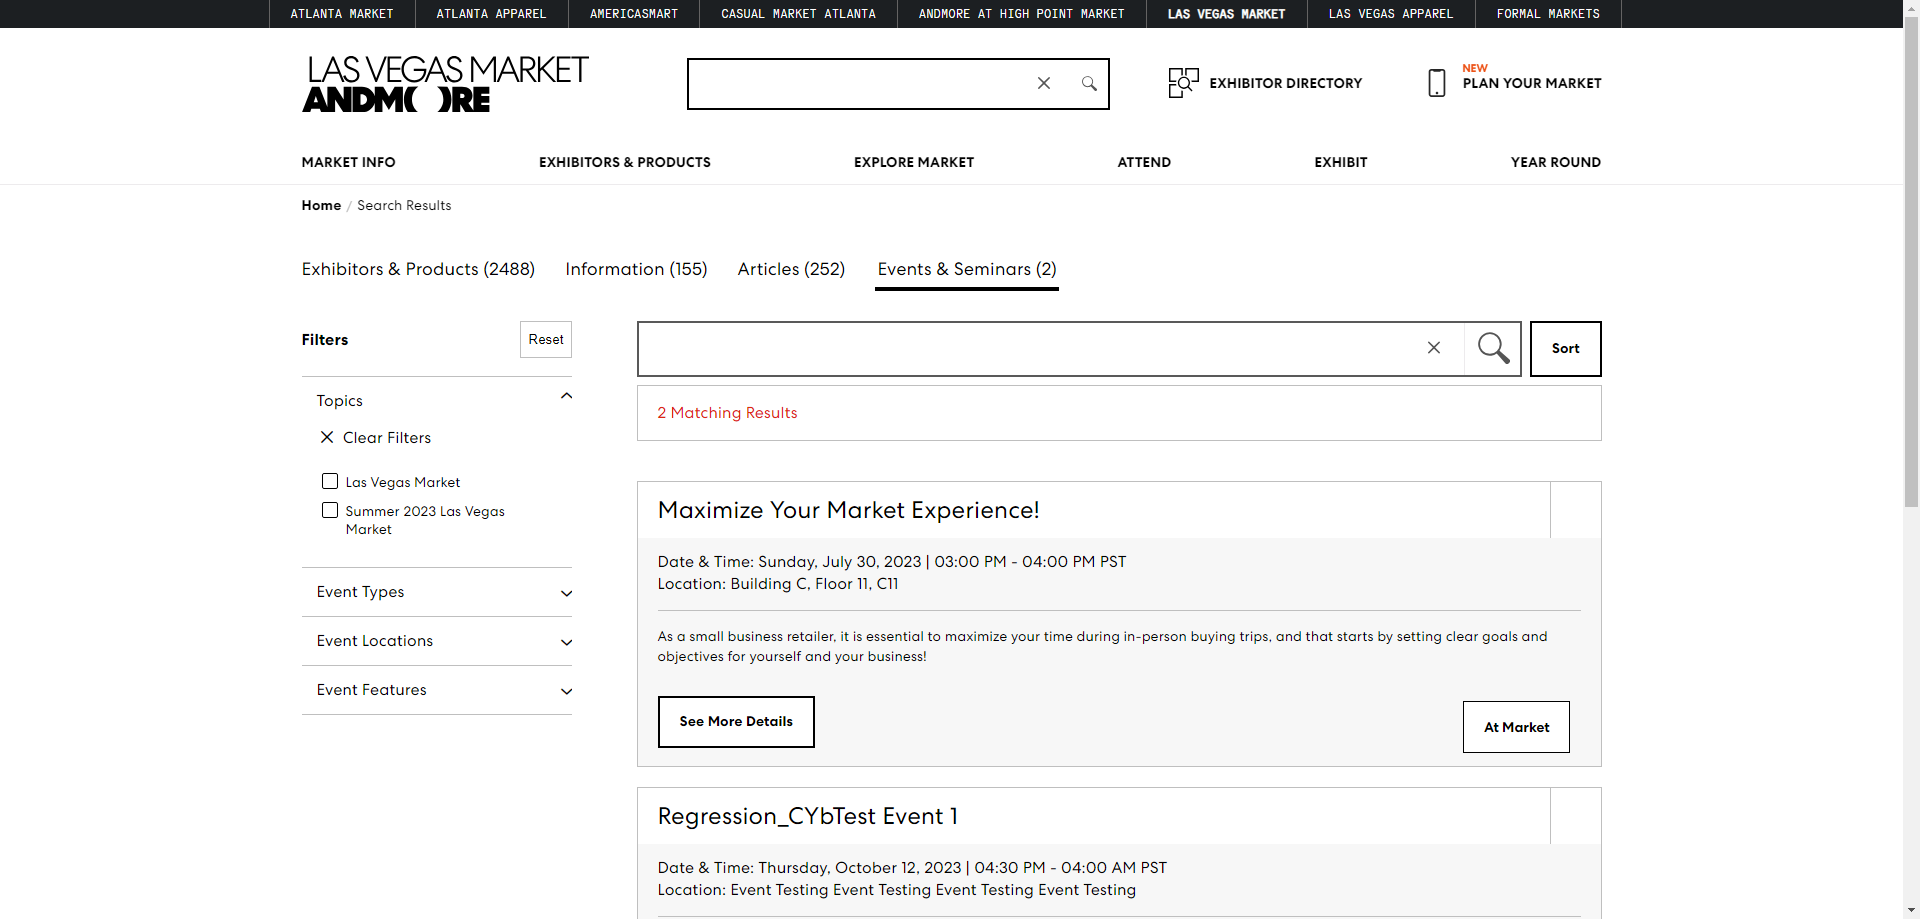 ATLANTA MARKET
ATLANTA APPAREL
AMERICASMART
CASUAL MARKET ATLANTA
ANDMORE AT HIGH POINT MARKET
LAS VEGAS MARKET
LAS VEGAS APPAREL
FORMAL MARKETS
LAS VEGAS MARKET
ANDMORE
EXHIBITOR DIRECTORY
NEW
PLAN YOUR MARKET
MARKET INFO
EXHIBITORS & PRODUCTS
EXPLORE MARKET
ATTEND
EXHIBIT
YEAR ROUND
Home / Search Results
Exhibitors & Products (2488)
Information (155)
Articles (252)
Events & Seminars (2)
Filters
Reset
Topics
Clear Filters
Las Vegas Market
Summer 2023 Las Vegas
Market
Event Types
Event Locations
Event Features
Sort
2 Matching Results
Maximize Your Market Experience!
Date & Time: Sunday, July 30, 2023 | 03:00 PM - 04:00 PM PST
Location: Building C, Floor 11, C11
As a small business retailer, it is essential to maximize your time during in-person buying trips, and that starts by setting clear goals and
objectives for yourself and your business!
See More Details
At Market
Regression_CYbTest Event 1
Date & Time: Thursday, October 12, 2023 | 04:30 PM - 04:00 AM PST
Location: Event Testing Event Testing Event Testing Event Testing